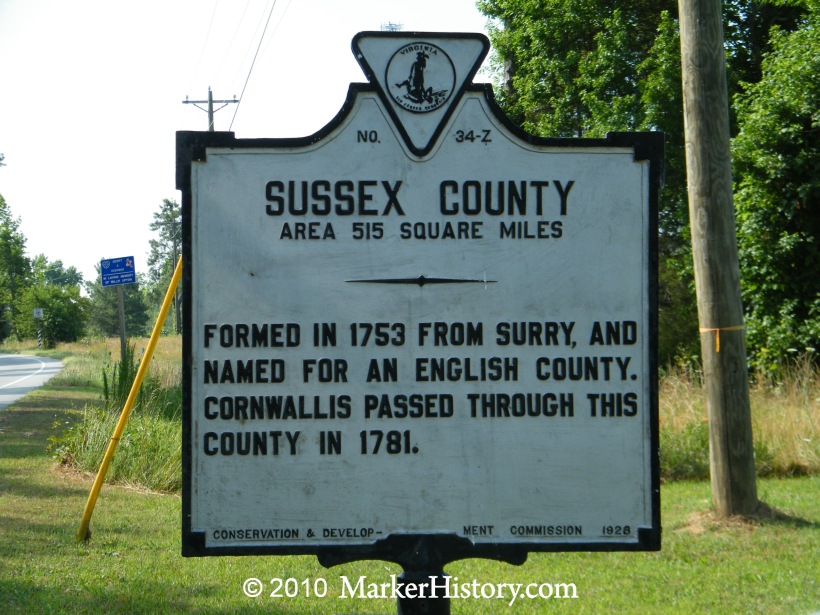 VIRGINIA
NO. 34-Z
SUSSEX COUNTY
AREA 515 SQUARE MILES
FORMED IN 1753 FROM SURRY, AND
NAMED FOR AN ENGLISH COUNTY.
CORNWALLIS PASSED THROUGH THIS
COUNTY IN 1781.
CONSERVATION & DEVELOP- MENT COMMISSION 1928
© 2010 MarkerHistory.com